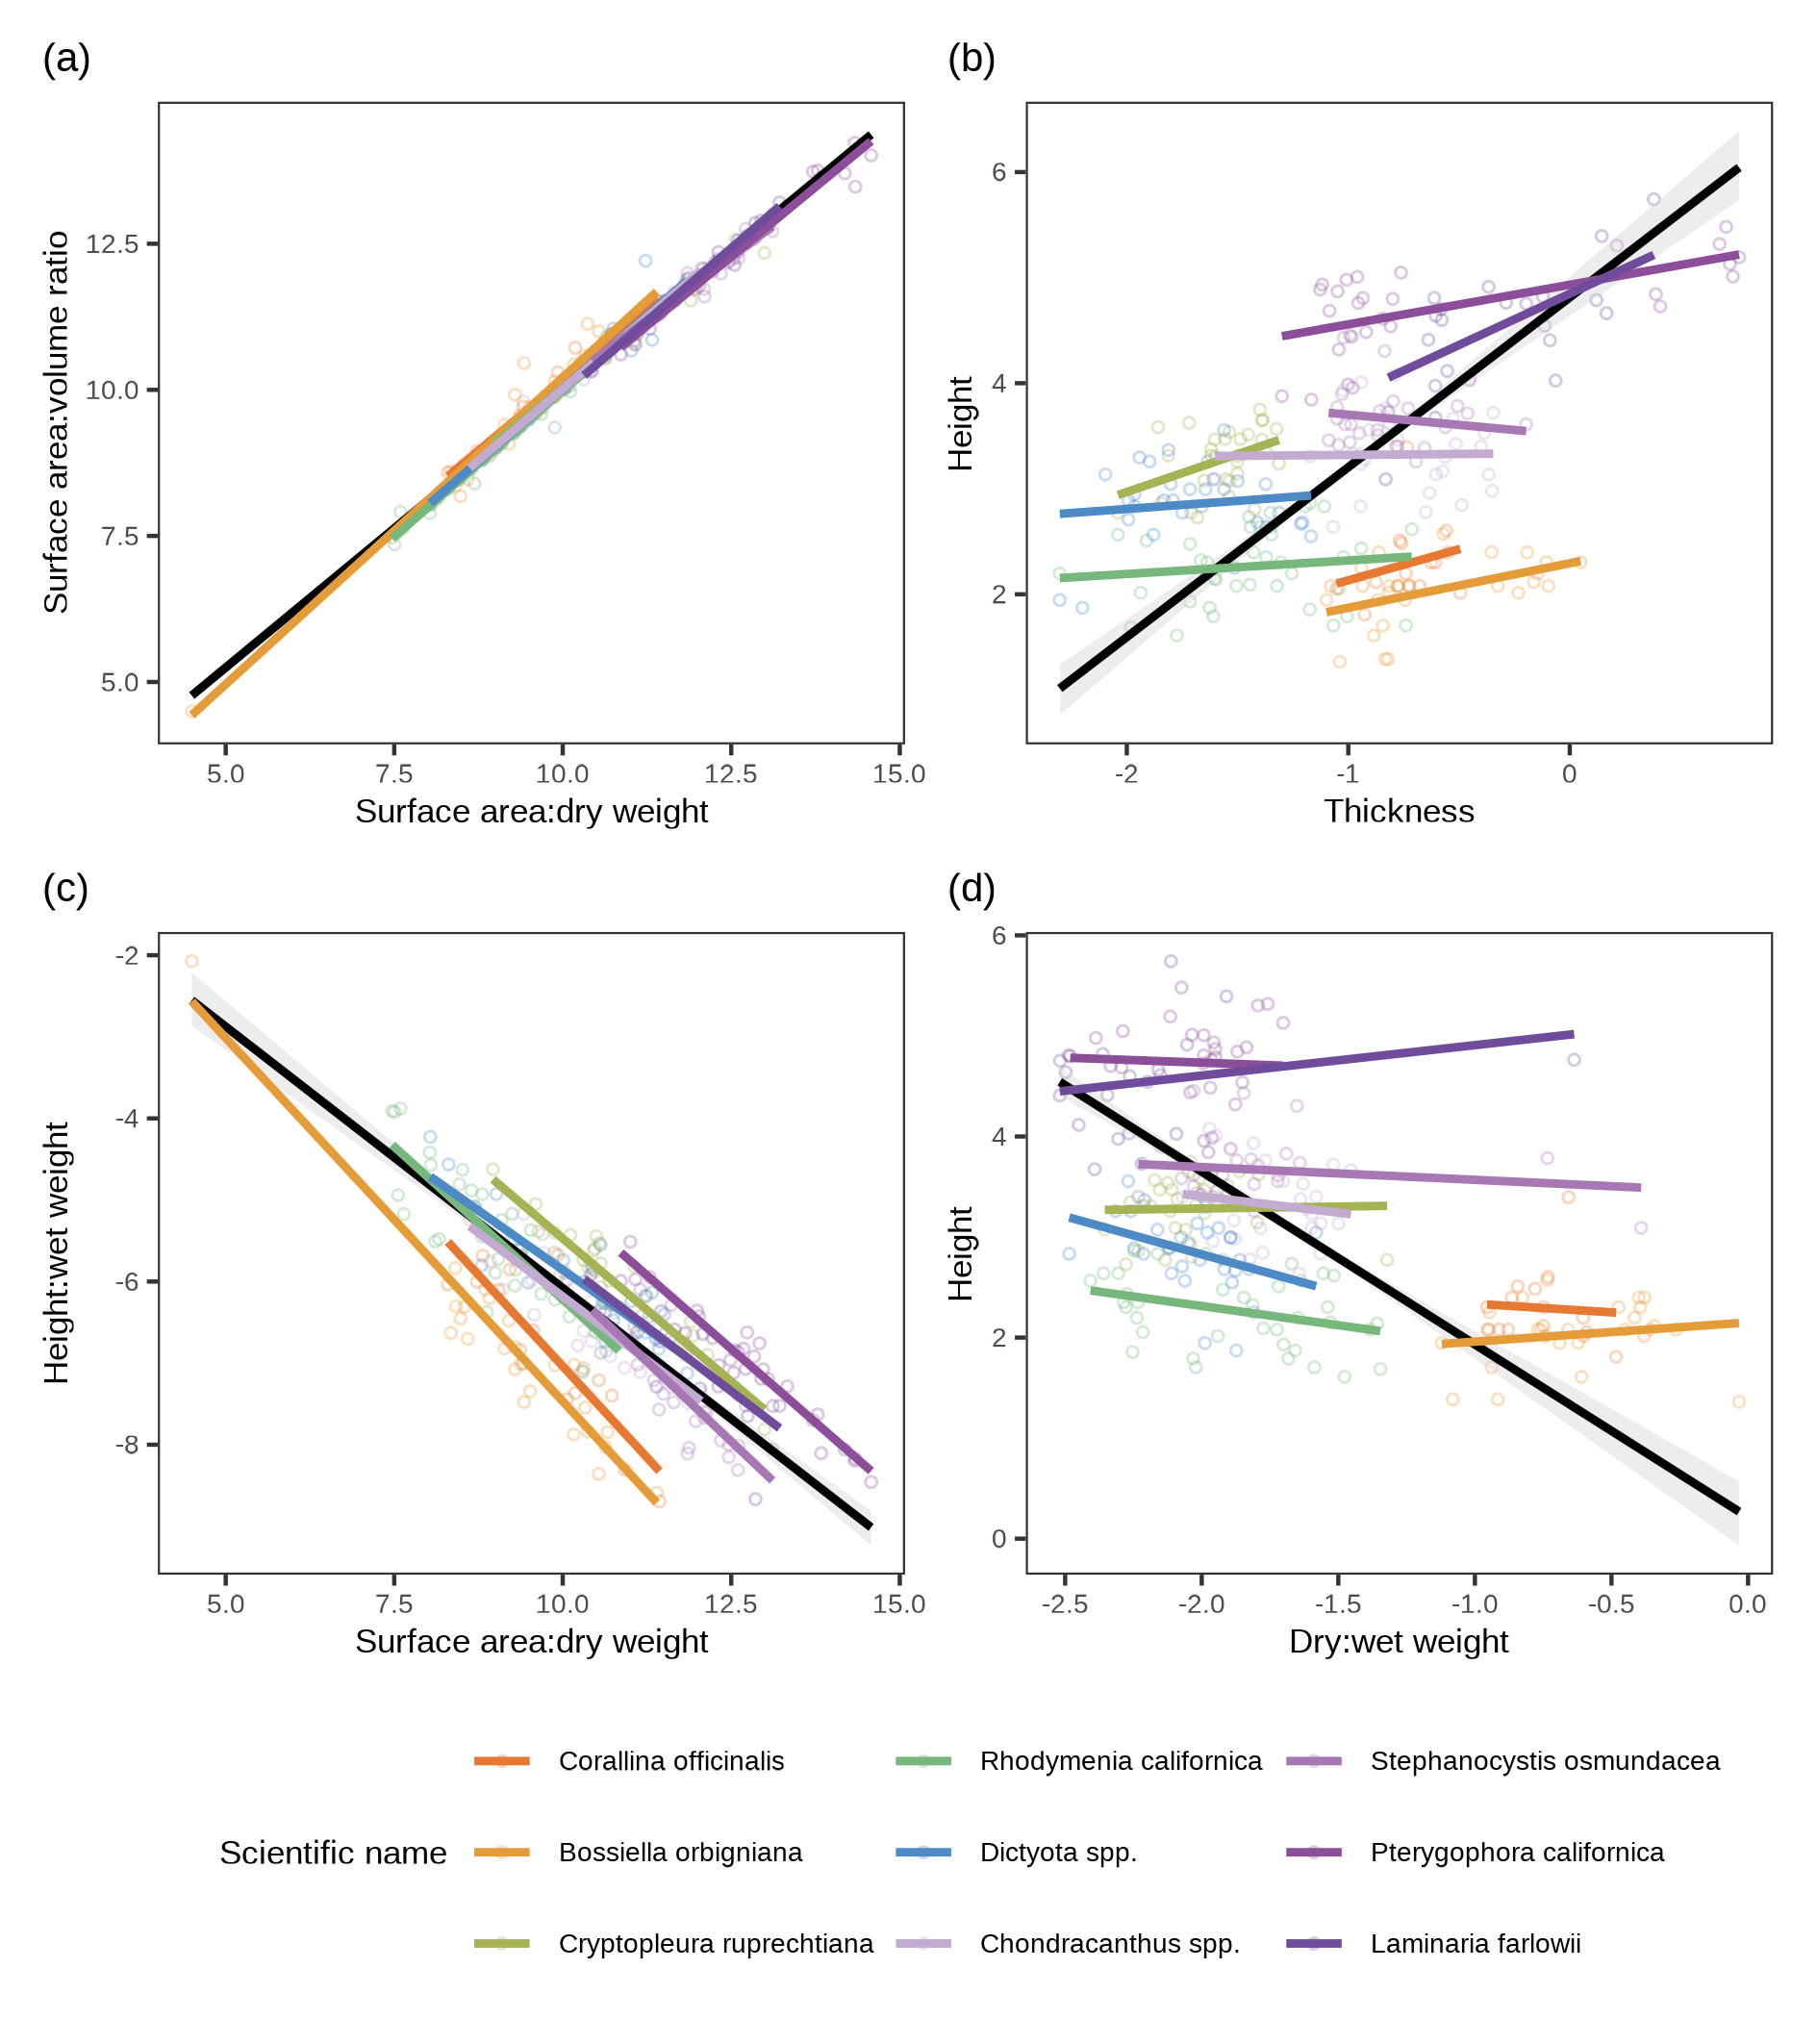 (a)
Surface area:volume ratio
12.5
10.0
7.5
5.0
5.0 7.5 10.0 12.5 15.0
Surface area:dry weight
(b)
Height
6
4
2
-2 -1 0
Thickness
(c)
Height:wet weight
-2
-4
-6
-8
5.0 7.5 10.0 12.5 15.0
Surface area:dry weight
(d)
Height
6
4
2
0
-2.5 -2.0 -1.5 -1.0 -0.5 0.0
Dry:wet weight
Scientific name
Corallina officinalis
Bossiella orbigniana
Cryptopleura ruprechtiana
Rhodymenia californica
Dictyota spp.
Chondracanthus spp.
Stephanocystis osmundacea
Pterygophora californica
Laminaria farlowii